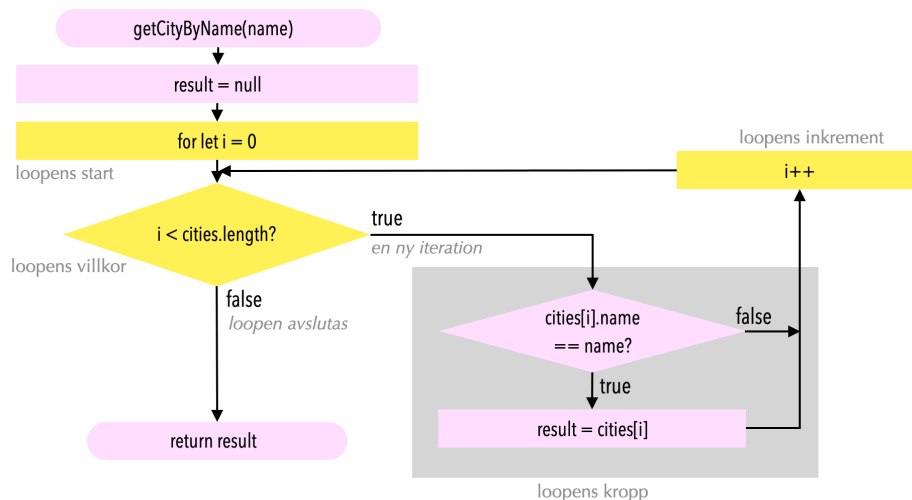 getCityByName(name)
result = null
for let i = 0
loopens start
loopens inkrement
i++
i < cities.length?
loopens villkor
true
en ny iteration
false
loopen avslutas
cities[i].name
== name?
false
true
result = cities[i]
return result
loopens kropp